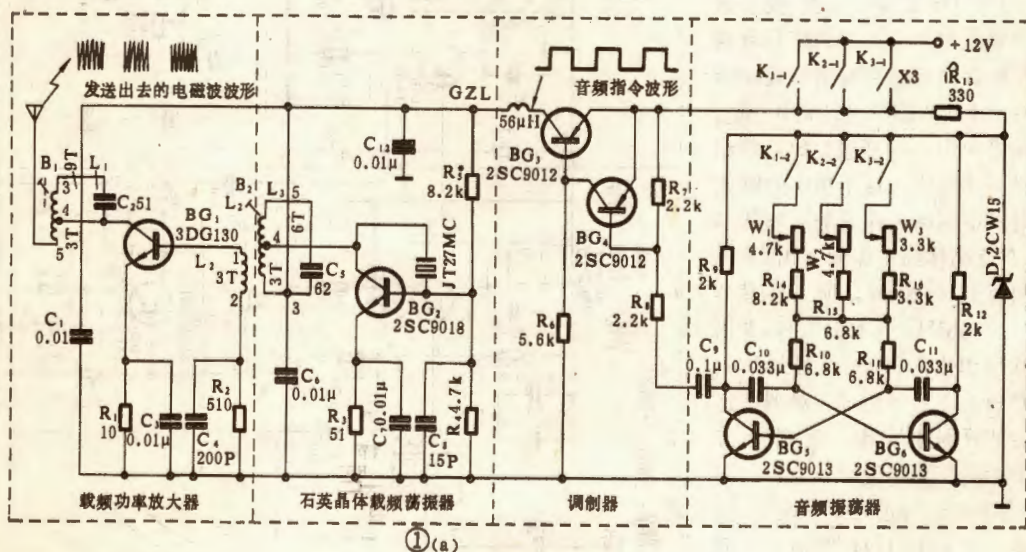 发送出去的电磁波波形
GZL
56μH
音频指令波形
+12V
K₁₋₁
K₂₋₁
K₃₋₁
X3
R₁₃
330
B₁
9T
L₁
3
4
3T
5
C₂51
BG₁
3DG130
L₂
1
3T
2
C₁
0.01
R₁
10
C₃
0.01μ
C₄
200P
R₂
510
载频功率放大器
C₁₂
0.01μ
B₂
L₃
5
6T
4
3T
3
C₅
62
JT27MC
R₅
8.2k
BG₂
2SC9018
C₆
0.01μ
R₃
51
C₇0.01μ
C₈
15P
R₄4.7k
石英晶体载频荡振器
BG₃
2SC9012
BG₄
2SC9012
R₇
2.2k
R₈
2.2k
R₆
5.6k
调制器
K₁₋₂
K₂₋₂
K₃₋₂
W₁
4.7k
W₂
4.7k
W₃
3.3k
R₁₄
8.2k
R₁₅
6.8k
R₁₆
3.3k
R₉
2k
R₁₂
2k
D₁2CW15
C₉
0.1μ
C₁₀
0.033μ
R₁₀
6.8k
R₁₁
6.8k
C₁₁
0.033μ
BG₅
2SC9013
BG₆
2SC9013
音频振荡器
①(a)